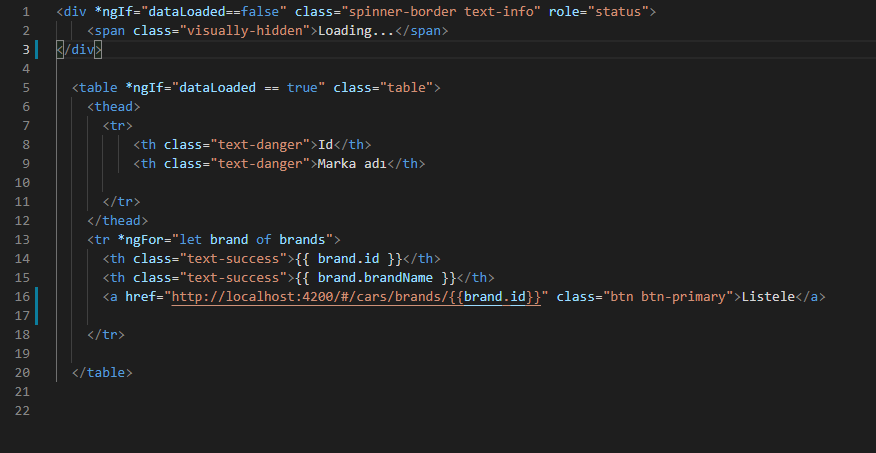 1 <div *ngIf="dataLoaded==false" class="spinner-border text-info" role="status">
2 <span class="visually-hidden">Loading...</span>
3 </div>
4
5 <table *ngIf="dataLoaded == true" class="table">
6 <thead>
7 <tr>
8 <th class="text-danger">Id</th>
9 <th class="text-danger">Marka adı</th>
10
11 </tr>
12 </thead>
13 <tr *ngFor="let brand of brands">
14 <th class="text-success">{{ brand.id }}</th>
15 <th class="text-success">{{ brand.brandName }}</th>
16 <a href="http://localhost:4200/#/cars/brands/{{brand.id}}" class="btn btn-primary">Listele</a>
17
18 </tr>
19
20 </table>
21
22